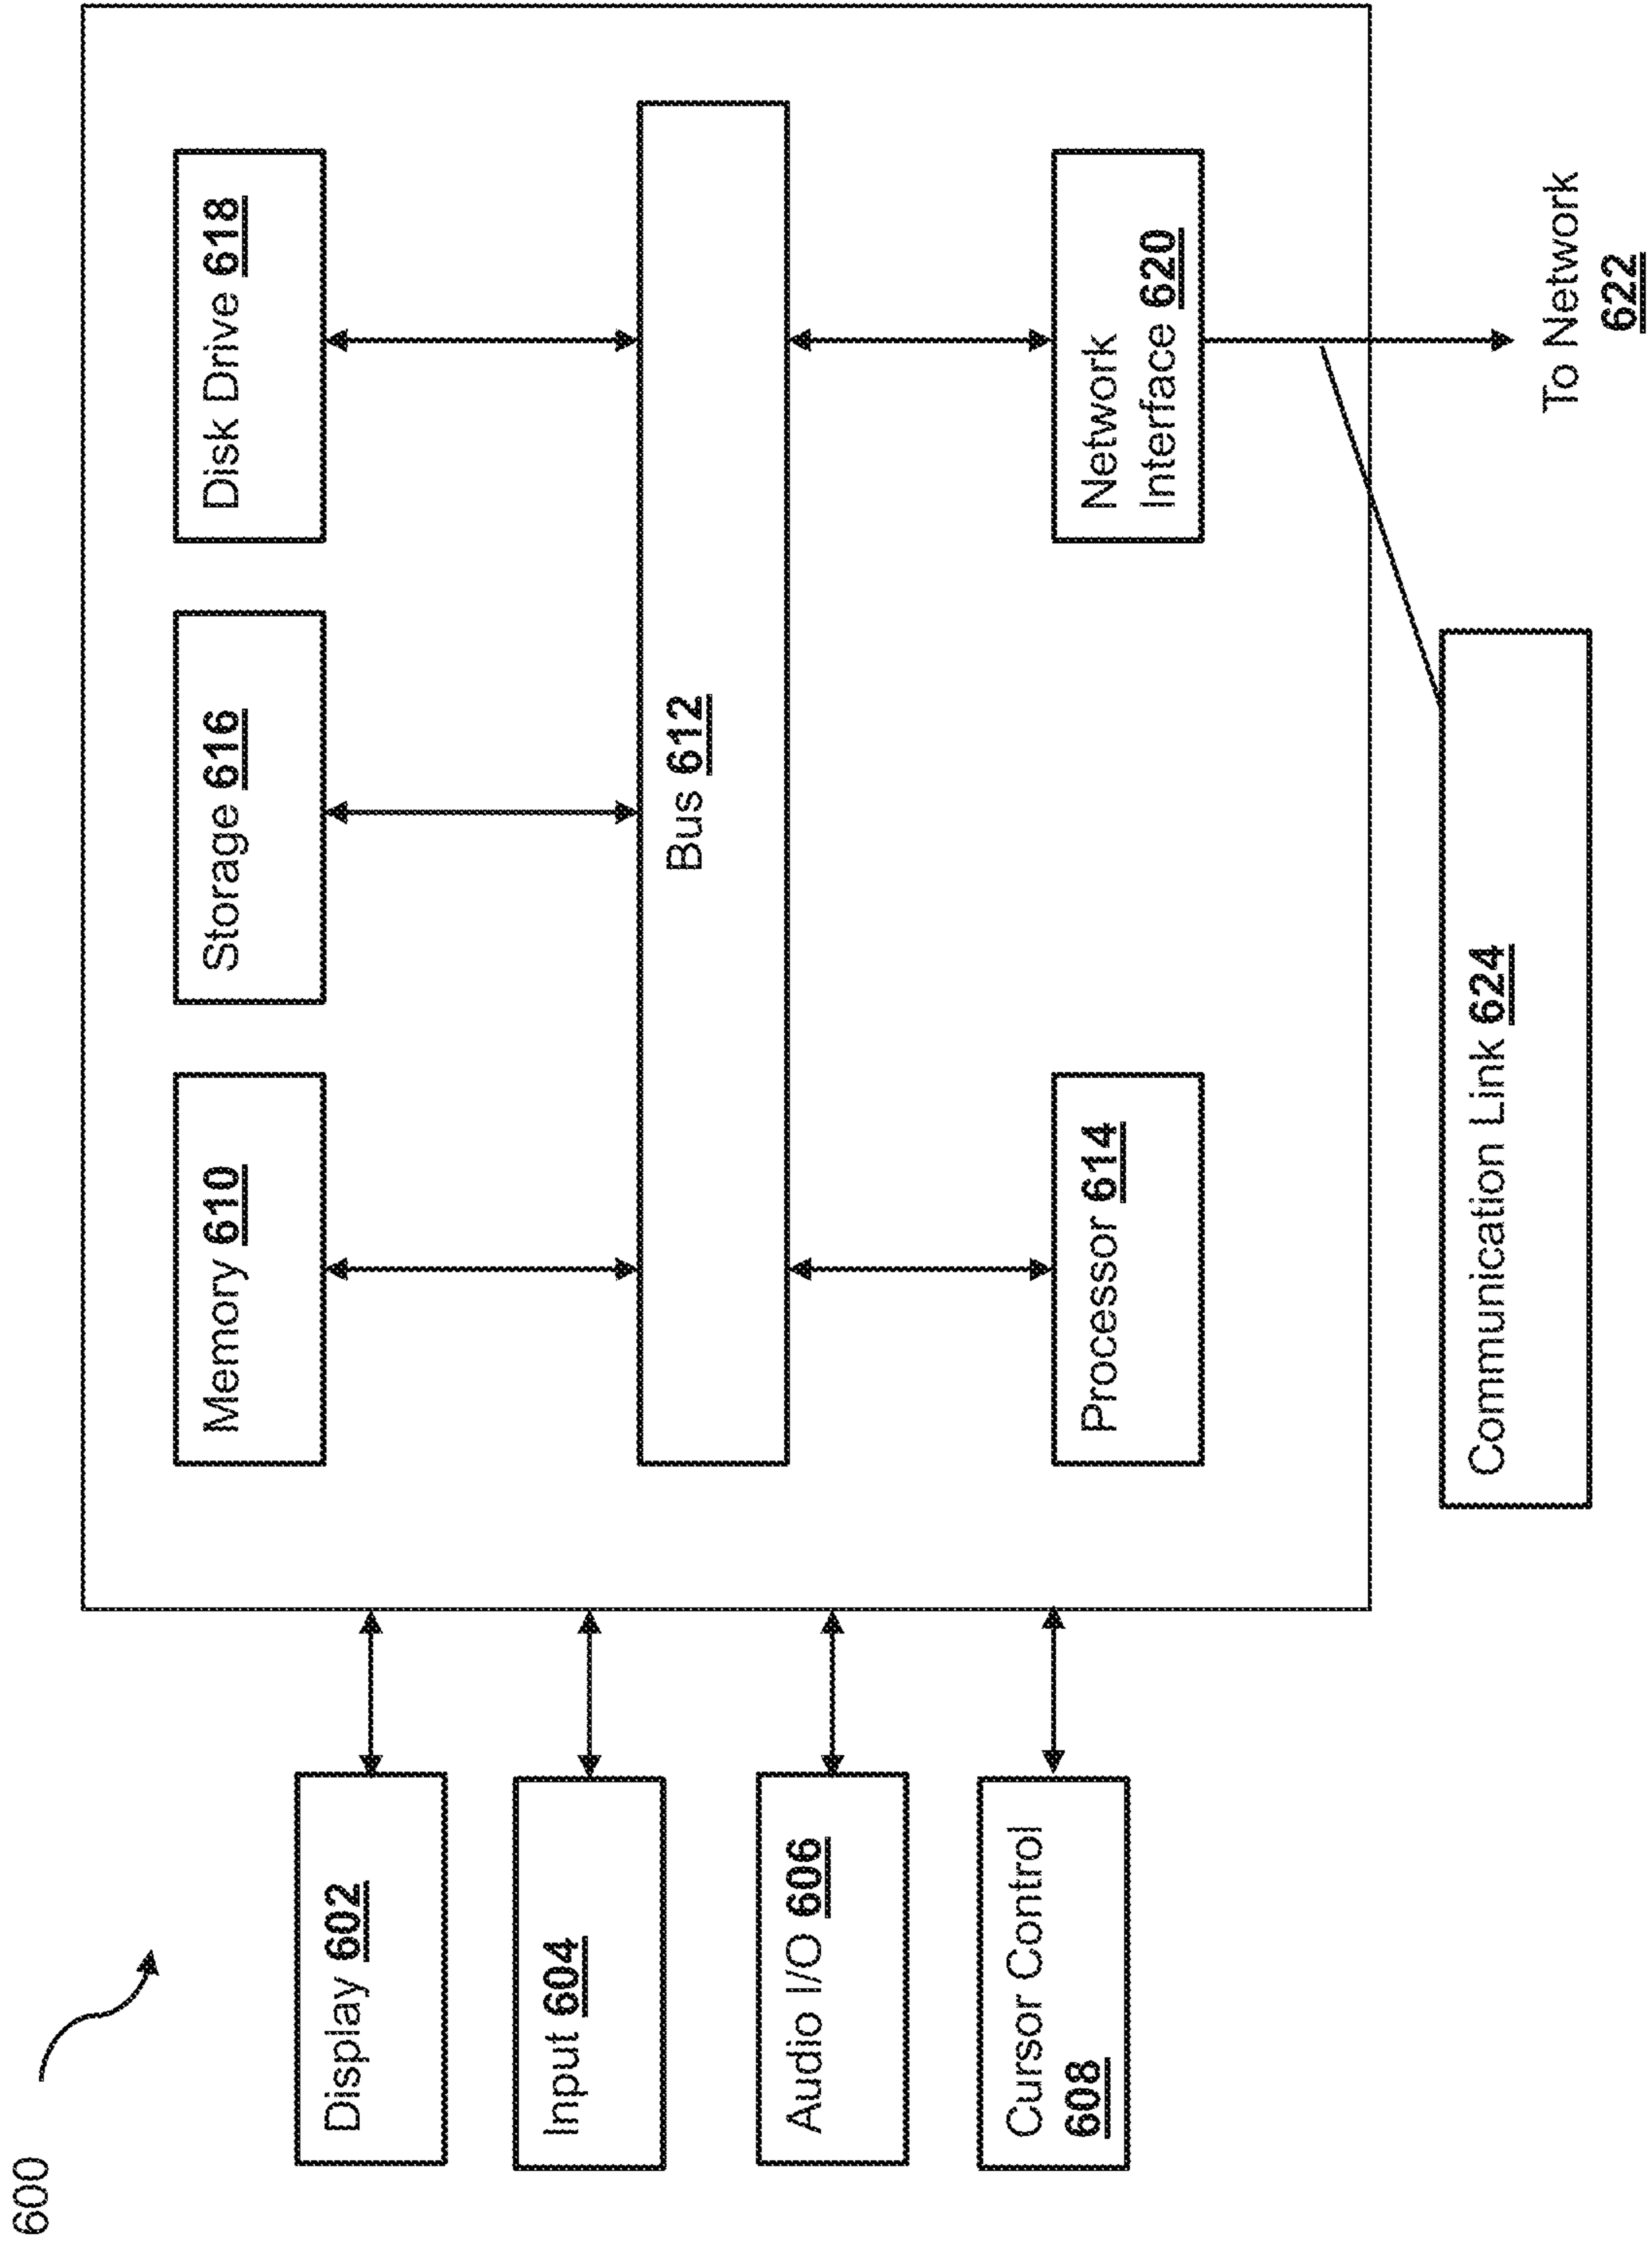 600
Display 602
Input 604
Audio I/O 606
Cursor Control
608
Memory 610
Storage 616
Disk Drive 618
Bus 612
Processor 614
Network
Interface 620
Communication Link 624
To Network
622